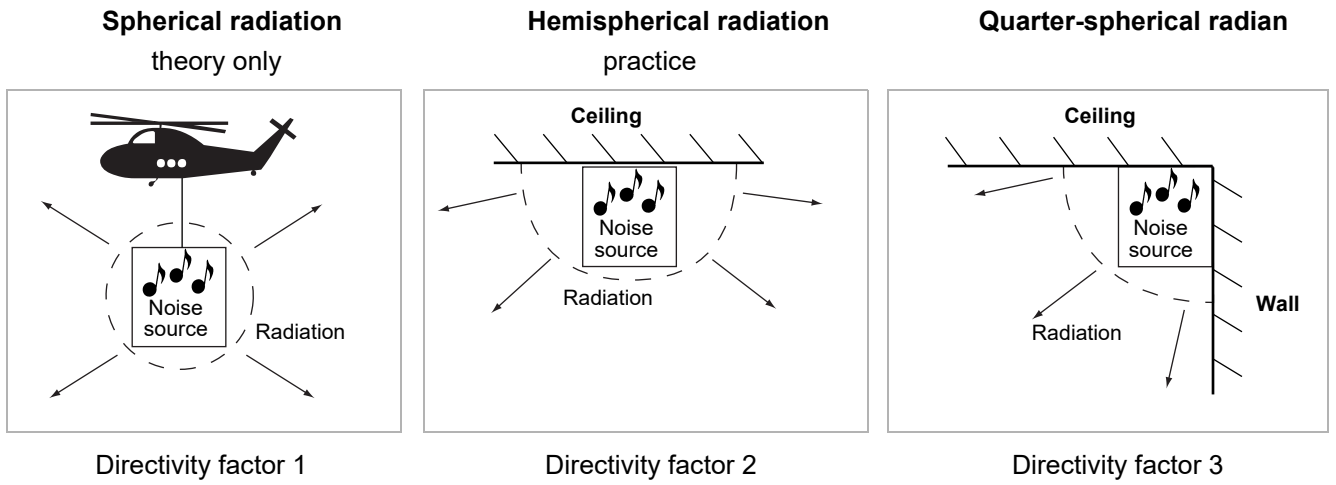 Spherical radiation
theory only
Radiation
Noise
source
Directivity factor 1
Hemispherical radiation
practice
Ceiling
Noise
source
Radiation
Directivity factor 2
Quarter-spherical radian
Ceiling
Noise
source
Wall
Radiation
Directivity factor 3